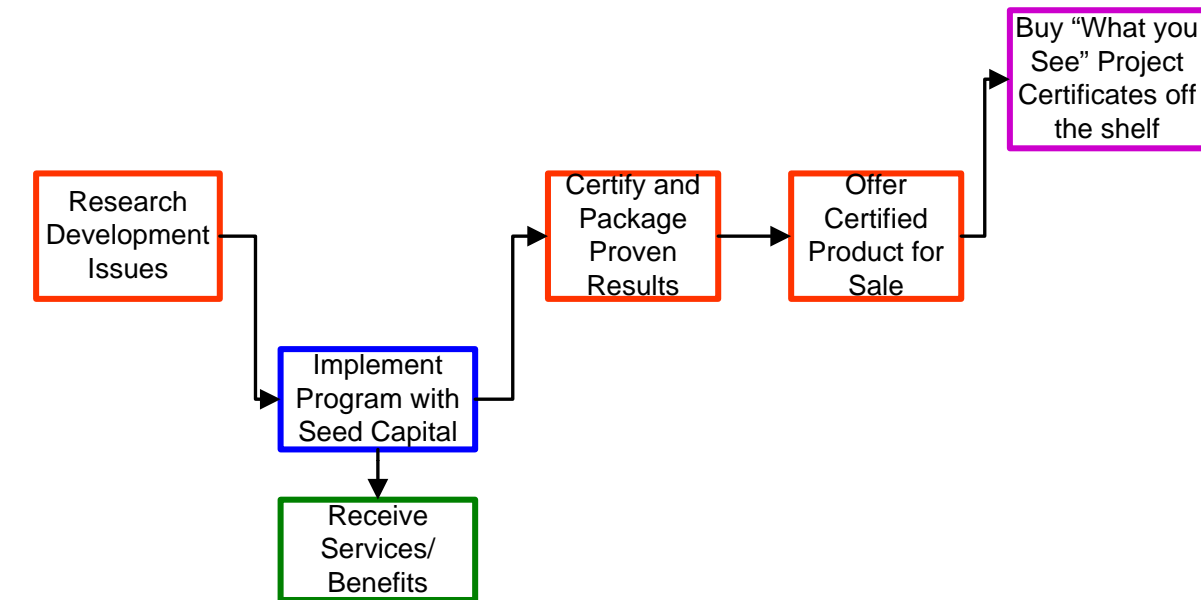 Research
Development
Issues
Implement
Program with
Seed Capital
Receive
Services/
Benefits
Certify and
Package
Proven
Results
Offer
Certified
Product for
Sale
Buy “What you
See” Project
Certificates off
the shelf